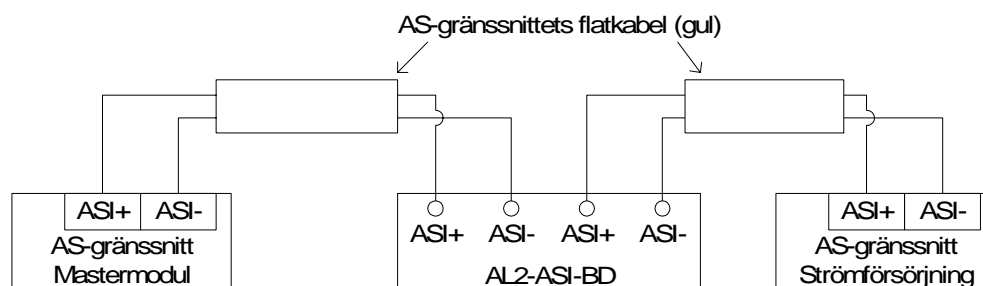 AS-gränssnittets flatkabel (gul)
ASI+ ASI-
AS-gränssnitt
Mastermodul
ASI+ ASI- ASI+ ASI-
AL2-ASI-BD
ASI+ ASI-
AS-gränssnitt
Strömförsörjning